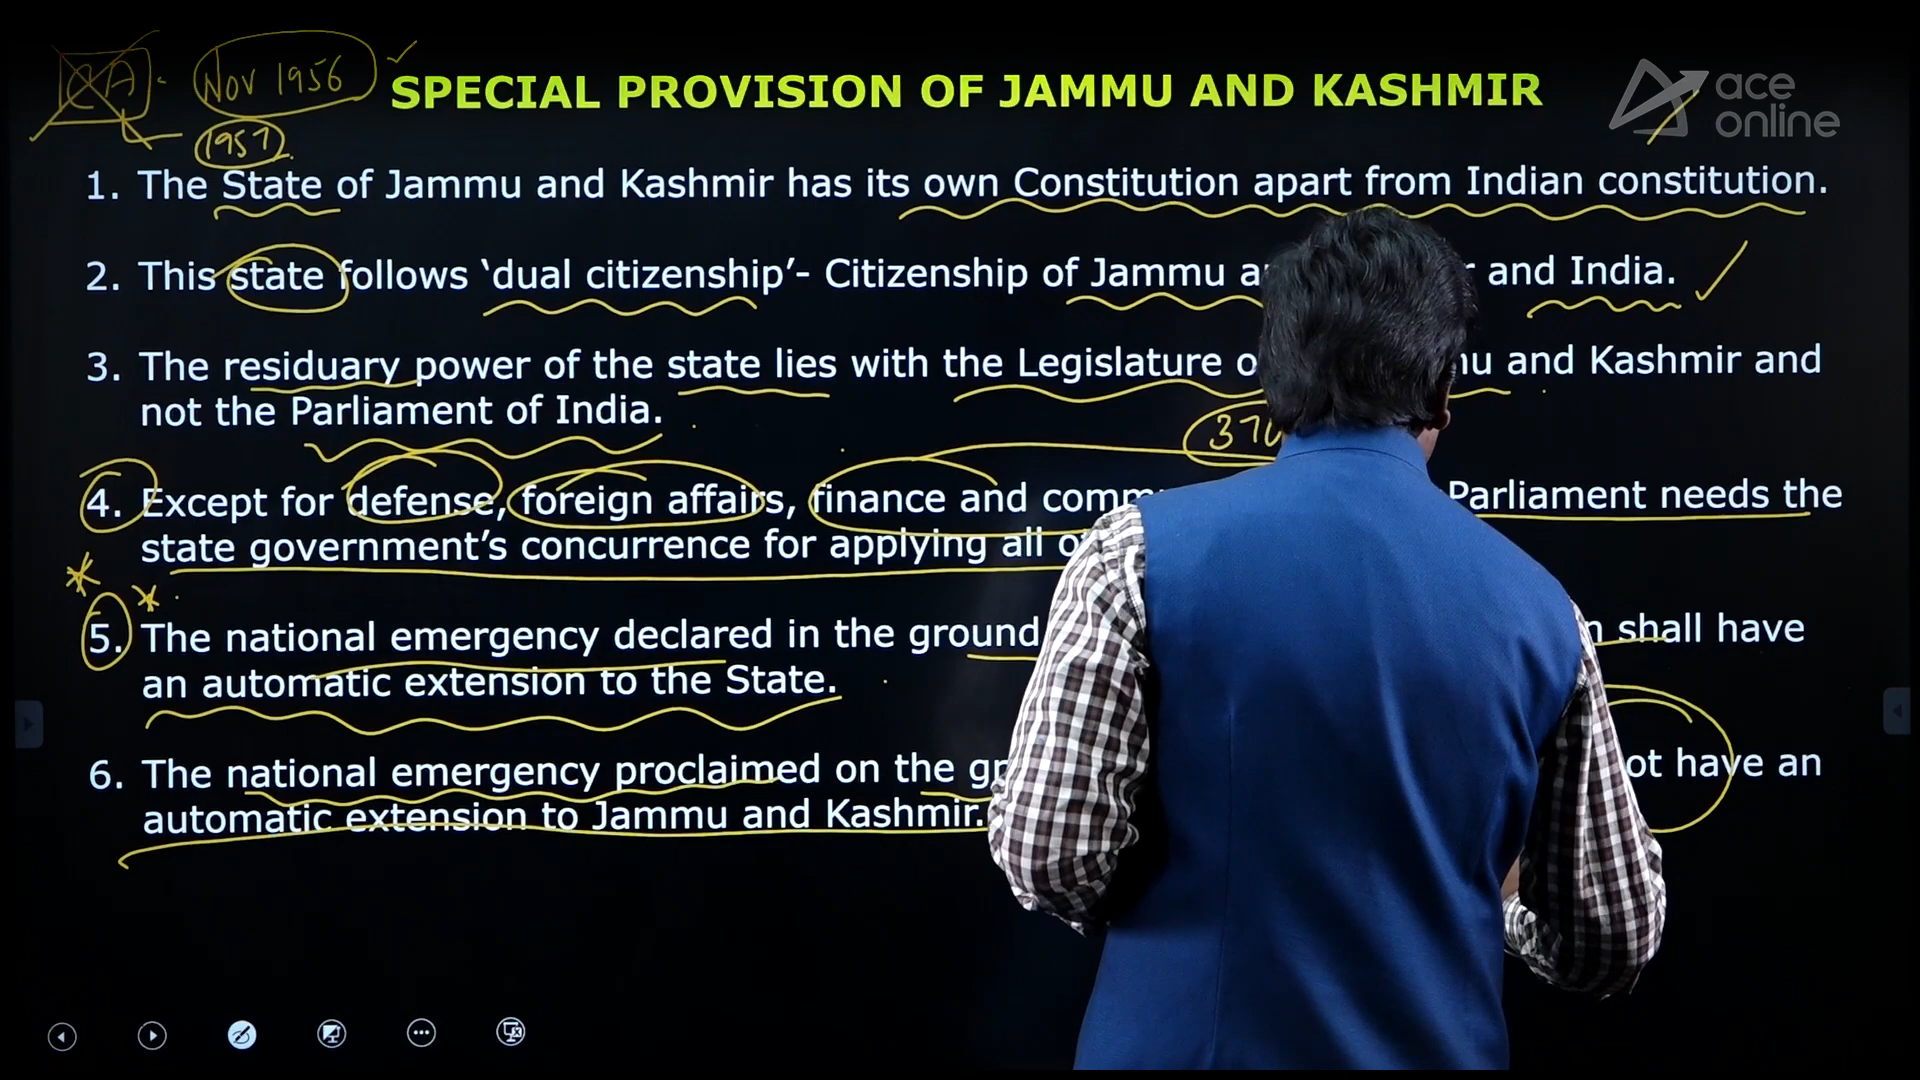 CA
Nov 1956
1957
SPECIAL PROVISION OF JAMMU AND KASHMIR
ace
online
1. The State of Jammu and Kashmir has its own Constitution apart from Indian constitution.
2. This state follows ‘dual citizenship’- Citizenship of Jammu and India.
3. The residuary power of the state lies with the Legislature and Kashmir and
not the Parliament of India.
370
4. Except for defense, foreign affairs, finance and Parliament needs the
state government’s concurrence for applying all
5. The national emergency declared in the ground shall have
an automatic extension to the State.
6. The national emergency proclaimed on the have an
automatic extension to Jammu and Kashmir.